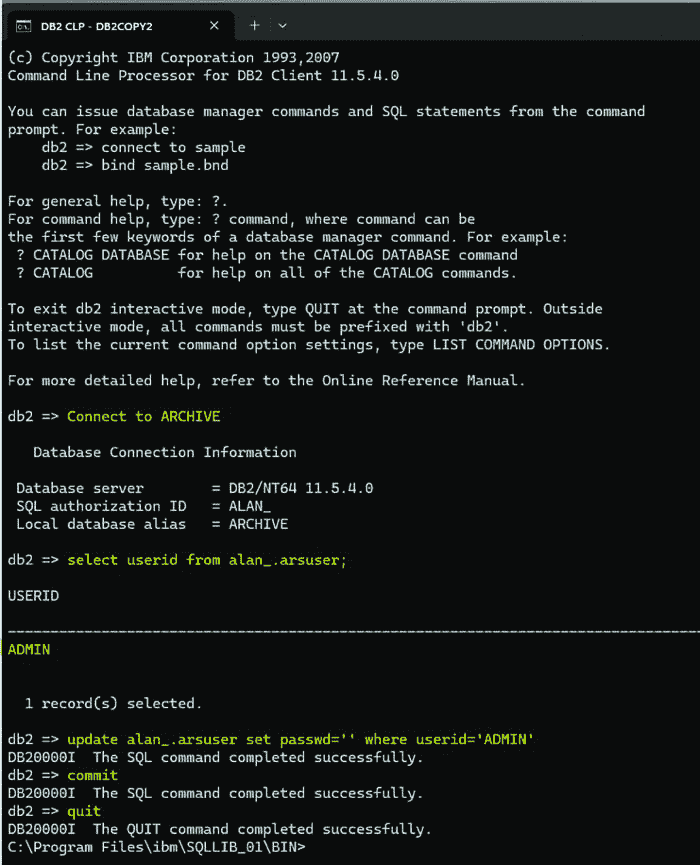 DB2 CLP - DB2COPY2
(c) Copyright IBM Corporation 1993,2007
Command Line Processor for DB2 Client 11.5.4.0
You can issue database manager commands and SQL statements from the command
prompt. For example:
    db2 => connect to sample
    db2 => bind sample.bnd
For general help, type: ?.
For command help, type: ? command, where command can be
the first few keywords of a database manager command. For example:
 ? CATALOG DATABASE for help on the CATALOG DATABASE command
 ? CATALOG          for help on all of the CATALOG commands.
To exit db2 interactive mode, type QUIT at the command prompt. Outside
interactive mode, all commands must be prefixed with 'db2'.
To list the current command option settings, type LIST COMMAND OPTIONS.
For more detailed help, refer to the Online Reference Manual.
db2 => Connect to ARCHIVE
   Database Connection Information
 Database server        = DB2/NT64 11.5.4.0
 SQL authorization ID   = ALAN_
 Local database alias   = ARCHIVE
db2 => select userid from alan_.arsuser;
USERID
--------------------------------------------------------------------------------
ADMIN
  1 record(s) selected.
db2 => update alan_.arsuser set passwd='' where userid='ADMIN'
DB20000I  The SQL command completed successfully.
db2 => commit
DB20000I  The SQL command completed successfully.
db2 => quit
DB20000I  The QUIT command completed successfully.
C:\Program Files\ibm\SQLLIB_01\BIN>